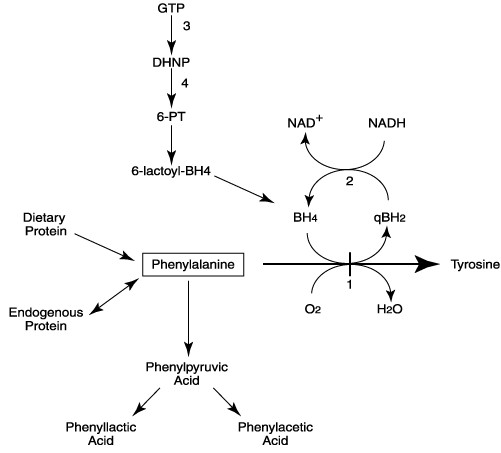 GTP
3
DHNP
4
6-PT
NAD+
NADH
6-lactoyl-BH4
2
BH4
qBH2
Dietary
Protein
Phenylalanine
Tyrosine
1
Endogenous
Protein
O2
H2O
Phenylpyruvic
Acid
Phenyllactic
Acid
Phenylacetic
Acid